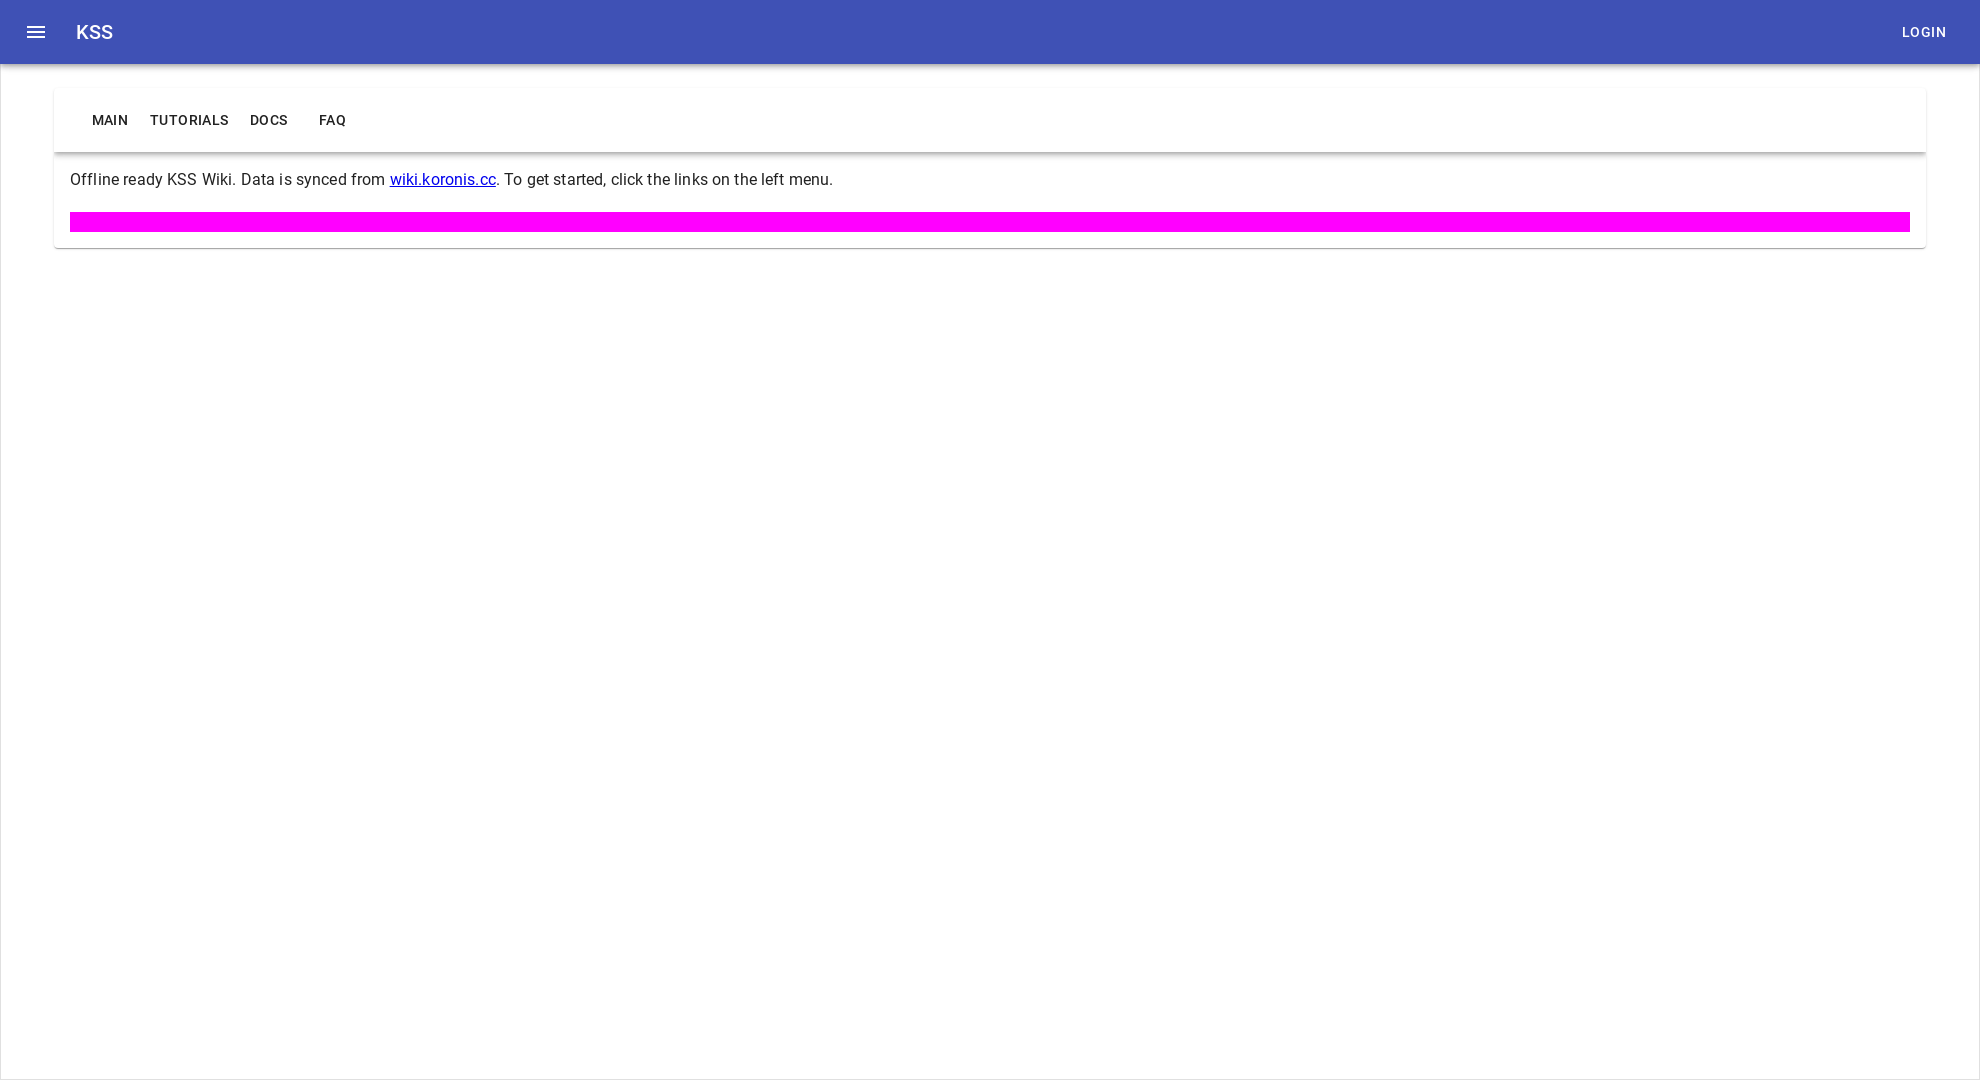 KSS
LOGIN
MAIN TUTORIALS DOCS FAQ
Offline ready KSS Wiki. Data is synced from wiki.koronis.cc. To get started, click the links on the left menu.